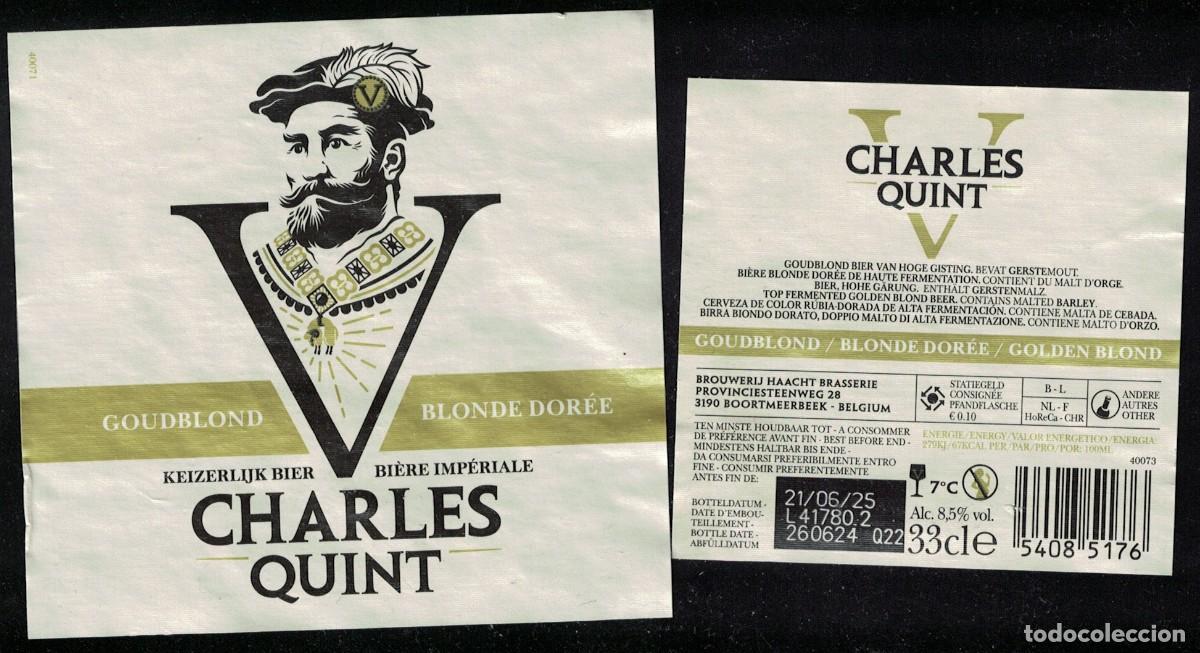 40071
V
GOUDBLOND
BLONDE DORÉE
KEIZERLIJK BIER
BIÈRE IMPÉRIALE
CHARLES
QUINT
CHARLES
QUINT
GOUDBLOND BIER VAN HOGE GISTING. BEVAT GERSTEMOUT.
BIÈRE BLONDE DORÉE DE HAUTE FERMENTATION. CONTIENT DU MALT D'ORGE.
BIER, HOHE GÄRUNG. ENTHÄLT GERSTENMALZ.
TOP FERMENTED GOLDEN BLOND BEER. CONTAINS MALTED BARLEY.
CERVEZA DE COLOR RUBIA-DORADA DE ALTA FERMENTACIÓN. CONTIENE MALTA DE CEBADA.
BIRRA BIONDO DORATO, DOPPIO MALTO DI ALTA FERMENTAZIONE. CONTIENE MALTO D'ORZO.
GOUDBLOND / BLONDE DORÉE / GOLDEN BLOND
BROUWERIJ HAACHT BRASSERIE
PROVINCIESTEENWEG 28
3190 BOORTMEERBEEK - BELGIUM
STATIEGELD
CONSIGNÉE
PFANDFLASCHE
€ 0.10
B - L
NL - F
HoReCa - CHR
ANDERE
AUTRES
OTHER
TEN MINSTE HOUDBAAR TOT - A CONSOMMER
DE PRÉFÉRENCE AVANT FIN - BEST BEFORE END -
MINDESTENS HALTBAR BIS ENDE -
DA CONSUMARSI PREFERIBILMENTE ENTRO
FINE - CONSUMIR PREFERENTEMENTE
ANTES FIN DE:
ENERGIE/ENERGY/VALOR ENERGETICO/ENERGIA:
279KJ/67KCAL PER/PAR/PRO/POR: 100ML
40073
BOTTELDATUM -
DATE D'EMBOU-
TEILLEMENT -
BOTTLE DATE -
ABFÜLLDATUM
21/06/25
L 41780 2
260624 Q22
7°C
Alc. 8,5% vol.
33cl e
5408 5176
todocoleccion